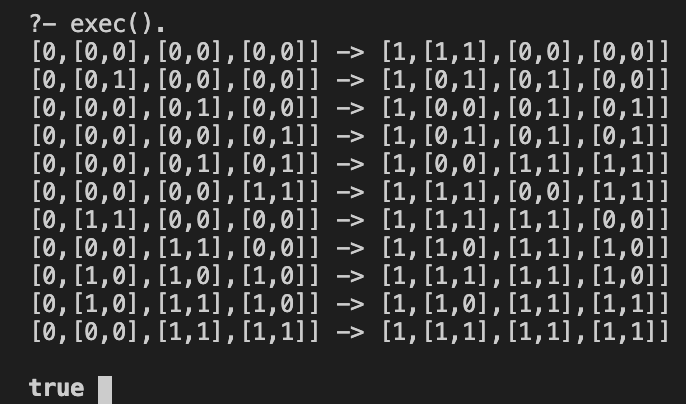 ?- exec().
[0,[0,0],[0,0],[0,0]] -> [1,[1,1],[0,0],[0,0]]
[0,[0,1],[0,0],[0,0]] -> [1,[0,1],[0,1],[0,0]]
[0,[0,0],[0,1],[0,0]] -> [1,[0,0],[0,1],[0,1]]
[0,[0,0],[0,0],[0,1]] -> [1,[0,1],[0,1],[0,1]]
[0,[0,0],[0,1],[0,1]] -> [1,[0,0],[1,1],[1,1]]
[0,[0,0],[0,0],[1,1]] -> [1,[1,1],[0,0],[1,1]]
[0,[1,1],[0,0],[0,0]] -> [1,[1,1],[1,1],[0,0]]
[0,[0,0],[1,1],[0,0]] -> [1,[1,0],[1,1],[1,0]]
[0,[1,0],[1,0],[1,0]] -> [1,[1,1],[1,1],[1,0]]
[0,[1,0],[1,1],[1,0]] -> [1,[1,0],[1,1],[1,1]]
[0,[0,0],[1,1],[1,1]] -> [1,[1,1],[1,1],[1,1]]
true